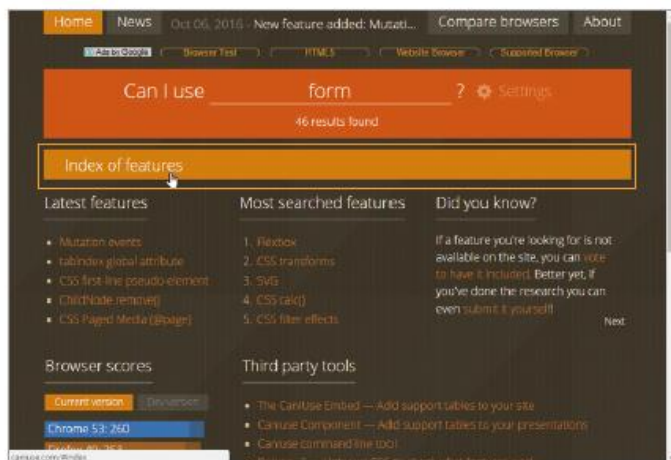 Home News Oct 06, 2016 - New feature added: Mutati... Compare browsers About
Ads by Google Browser Test HTML5 Website Browser Supported Browser
Can I use form ? Settings
46 results found
Index of features
Latest features
Mutation events
tabindex global attribute
CSS first-line pseudo-element
ChildNode.remove()
CSS Paged Media (@page)
Most searched features
1. Flexbox
2. CSS transforms
3. SVG
4. CSS calc()
5. CSS filter effects
Did you know?
If a feature you're looking for is not
available on the site, you can vote
to have it included. Better yet, if
you've done the research you can
even submit it yourself!
Next
Browser scores
Current version Dev version
Chrome 53: 260
Third party tools
The CanIUse Embed — Add support tables to your site
Caniuse Component — Add support tables to your presentations
Caniuse command line tool
caniuse.com/#index